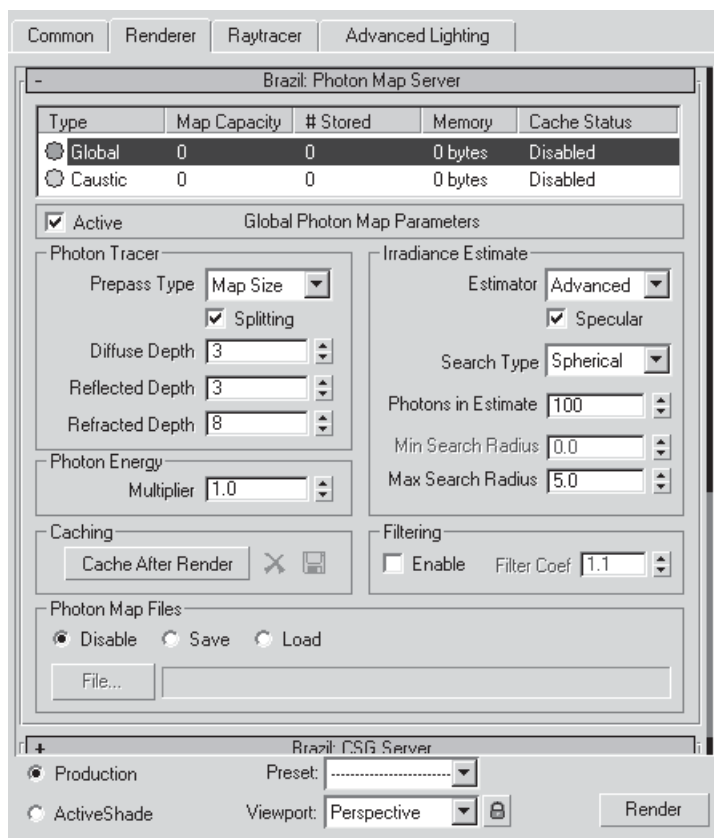 Common Renderer Raytracer Advanced Lighting
- Brazil: Photon Map Server
Type Map Capacity # Stored Memory Cache Status
Global 0 0 0 bytes Disabled
Caustic 0 0 0 bytes Disabled
Active Global Photon Map Parameters
Photon Tracer
Prepass Type Map Size
Splitting
Diffuse Depth 3
Reflected Depth 3
Refracted Depth 8
Irradiance Estimate
Estimator Advanced
Specular
Search Type Spherical
Photons in Estimate 100
Min Search Radius 0.0
Max Search Radius 5.0
Photon Energy
Multiplier 1.0
Caching
Cache After Render
Filtering
Enable Filter Coef 1.1
Photon Map Files
Disable Save Load
File...
+ Brazil: CSG Server
Production Preset: -------------------------
ActiveShade Viewport: Perspective Render